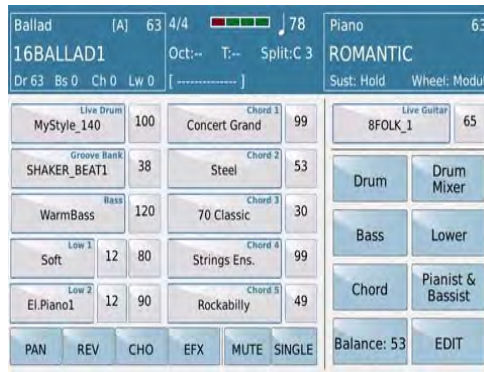 Ballad [A] 63 4/4 78 Piano 63
16BALLAD1 Oct:-- T:-- Split:C 3 ROMANTIC
Dr 63 Bs 0 Ch 0 Lw 0 [ -------------- ] Sust: Hold Wheel: Modul
Live Drum Chord 1 Live Guitar
MyStyle_140 100 Concert Grand 99 8FOLK_1 65
Groove Bank Chord 2
SHAKER_BEAT1 38 Steel 53 Drum Drum Mixer
Bass Chord 3
WarmBass 120 70 Classic 30 Bass Lower
Low 1 Chord 4
Soft 12 80 Strings Ens. 99 Chord Pianist & Bassist
Low 2 Chord 5
El.Piano1 12 90 Rockabilly 49
PAN REV CHO EFX MUTE SINGLE Balance: 53 EDIT